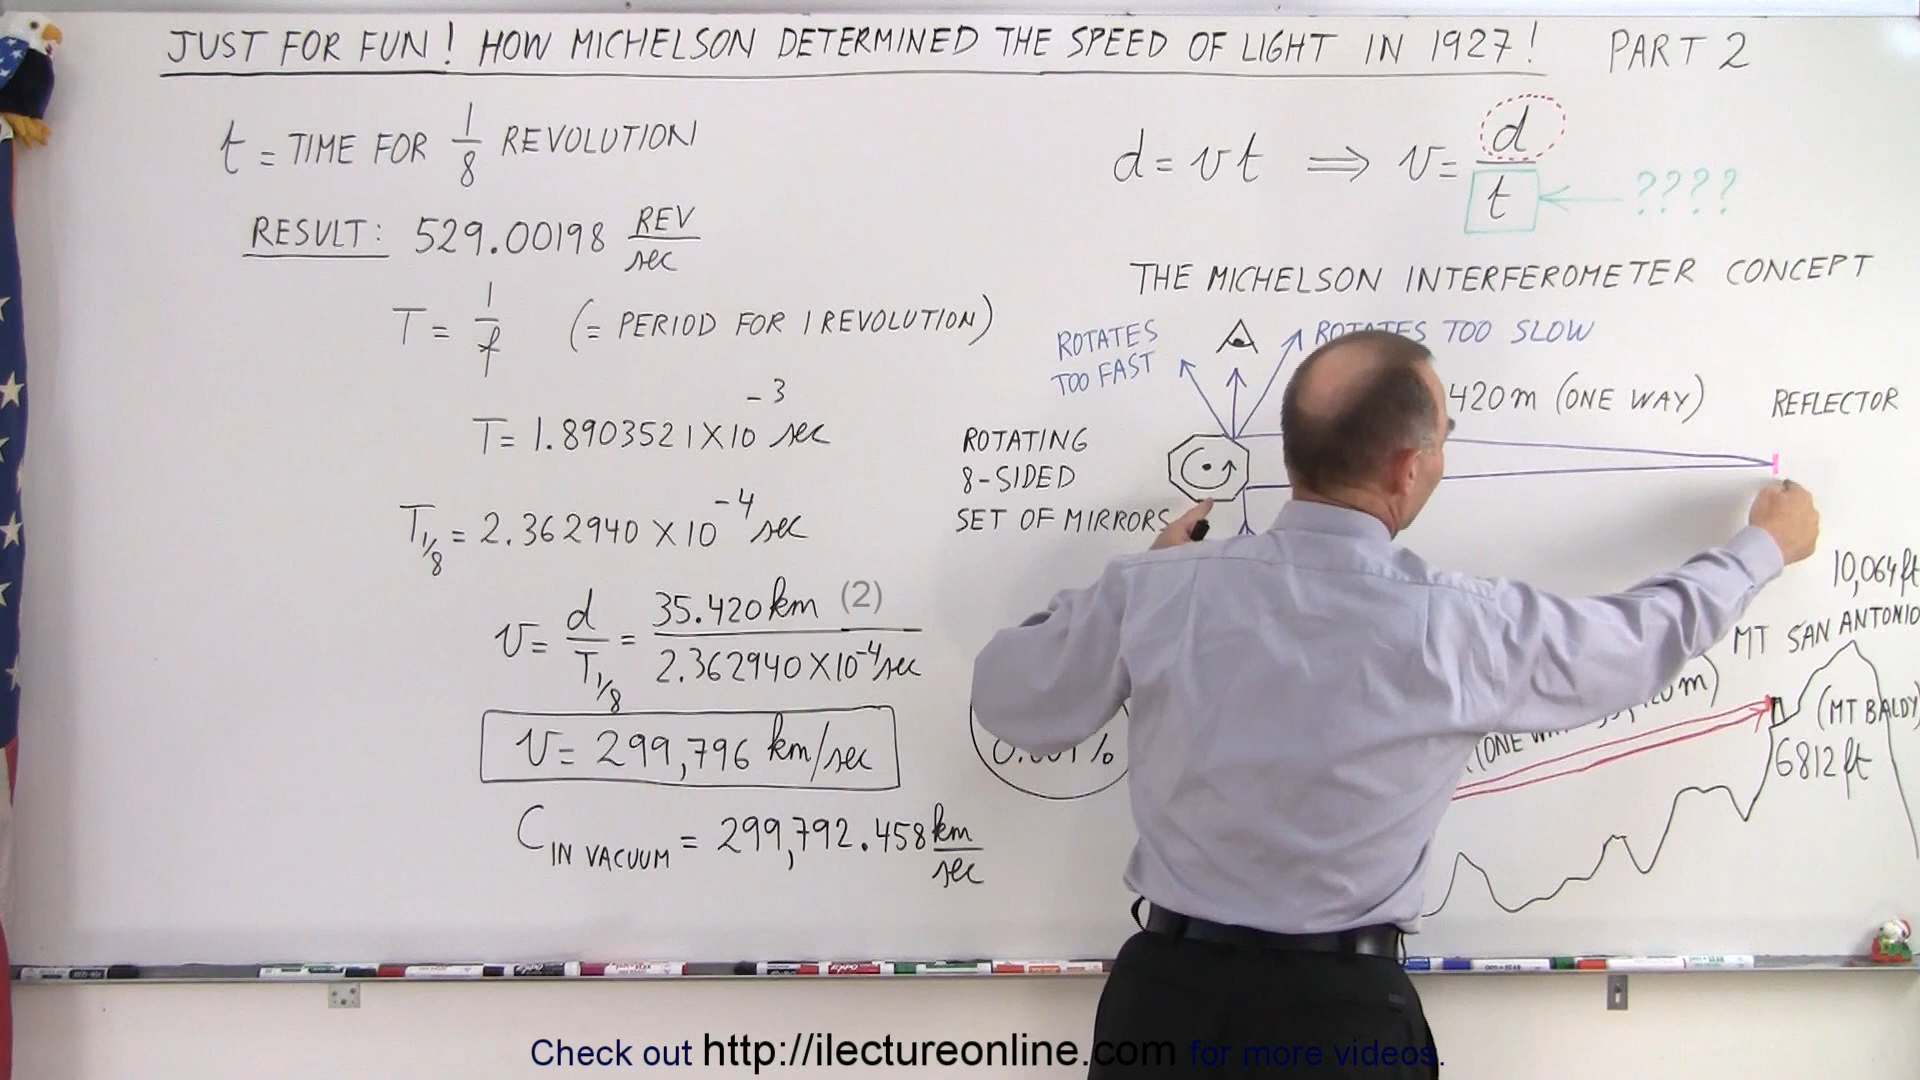 JUST FOR FUN! HOW MICHELSON DETERMINED THE SPEED OF LIGHT IN 1927! PART 2
t = TIME FOR 1/8 REVOLUTION
RESULT: 529.00198 REV/sec
T = 1/f (= PERIOD FOR 1 REVOLUTION)
T = 1.8903521 X 10^-3 sec
T1/8 = 2.362940 X 10^-4 sec
v = d/T1/8 = 35.420 km (2) / 2.362940 X 10^-4 sec
v = 299,796 km/sec
C IN VACUUM = 299,792.458 km/sec
d = vt ⟹ v = d/t ← ????
THE MICHELSON INTERFEROMETER CONCEPT
ROTATES TOO SLOW
ROTATES
TOO FAST
420m (ONE WAY)
REFLECTOR
ROTATING
8-SIDED
SET OF MIRRORS
10,064 ft
MT SAN ANTONIO
(MT BALDY)
(ONE
6812 ft
Check out http://ilectureonline.com for more videos.